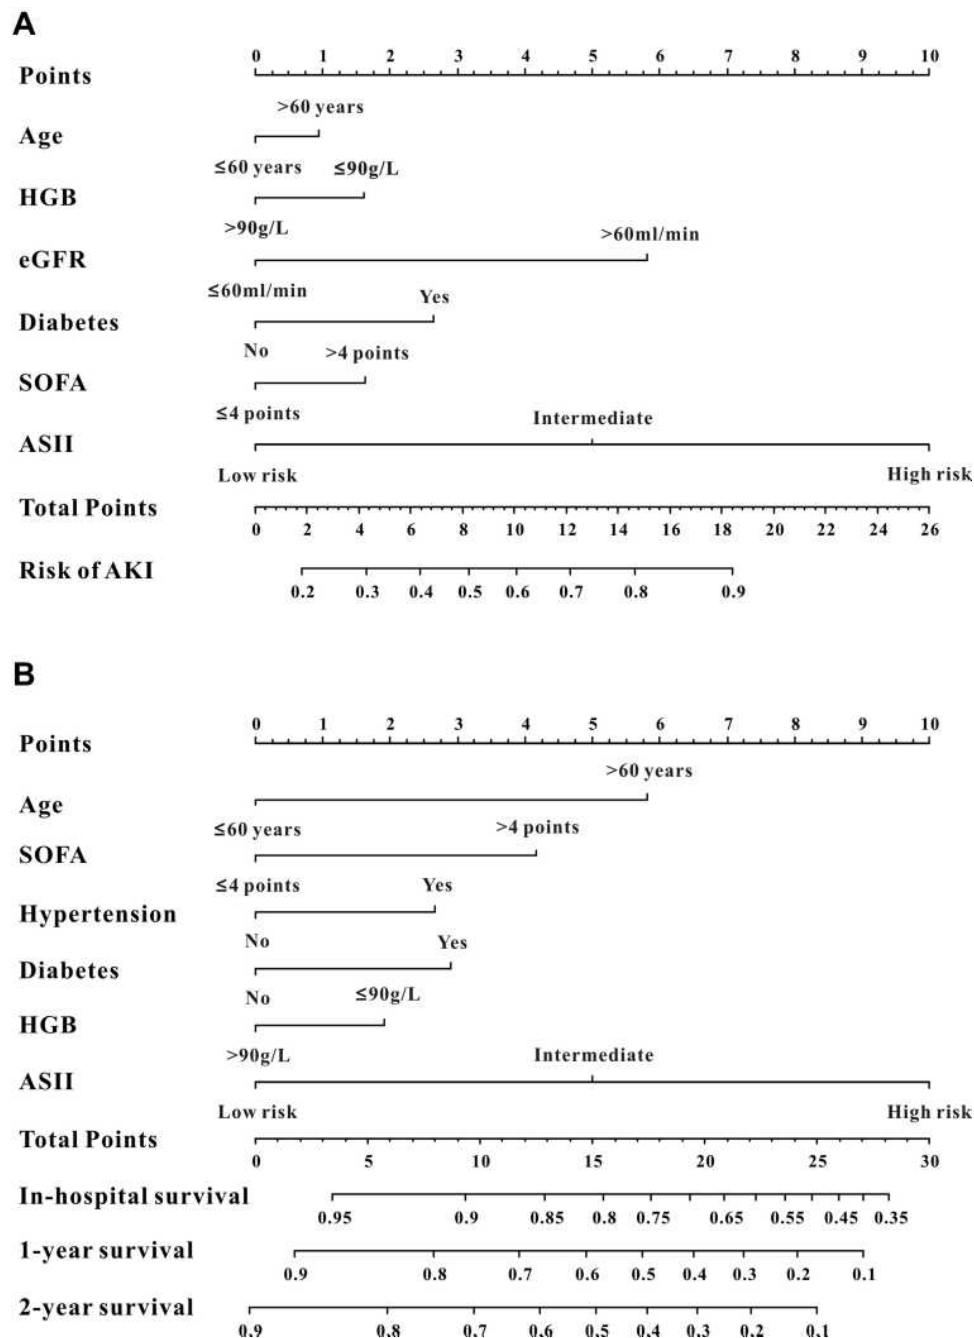 A
0 1 2 3 4 5 6 7 8 9 10
Points
>60 years
Age
≤60 years ≤90g/L
HGB
>90g/L >60ml/min
eGFR
≤60ml/min Yes
Diabetes
No >4 points
SOFA
≤4 points Intermediate
ASII
Low risk High risk
Total Points
0 2 4 6 8 10 12 14 16 18 20 22 24 26
Risk of AKI
0.2 0.3 0.4 0.5 0.6 0.7 0.8 0.9
B
0 1 2 3 4 5 6 7 8 9 10
Points
>60 years
Age
≤60 years >4 points
SOFA
≤4 points Yes
Hypertension
No Yes
Diabetes
No ≤90g/L
HGB
>90g/L Intermediate
ASII
Low risk High risk
Total Points
0 5 10 15 20 25 30
In-hospital survival
0.95 0.9 0.85 0.8 0.75 0.65 0.55 0.45 0.35
1-year survival
0.9 0.8 0.7 0.6 0.5 0.4 0.3 0.2 0.1
2-year survival
0.9 0.8 0.7 0.6 0.5 0.4 0.3 0.2 0.1